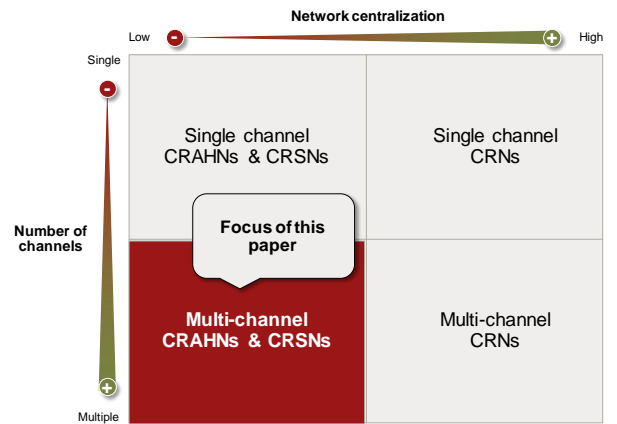 Network centralization
Low
-
+
High
Single
-
Single channel
CRAHNs & CRSNs
Single channel
CRNs
Number of
channels
Focus of this
paper
Multi-channel
CRAHNs & CRSNs
Multi-channel
CRNs
+
Multiple